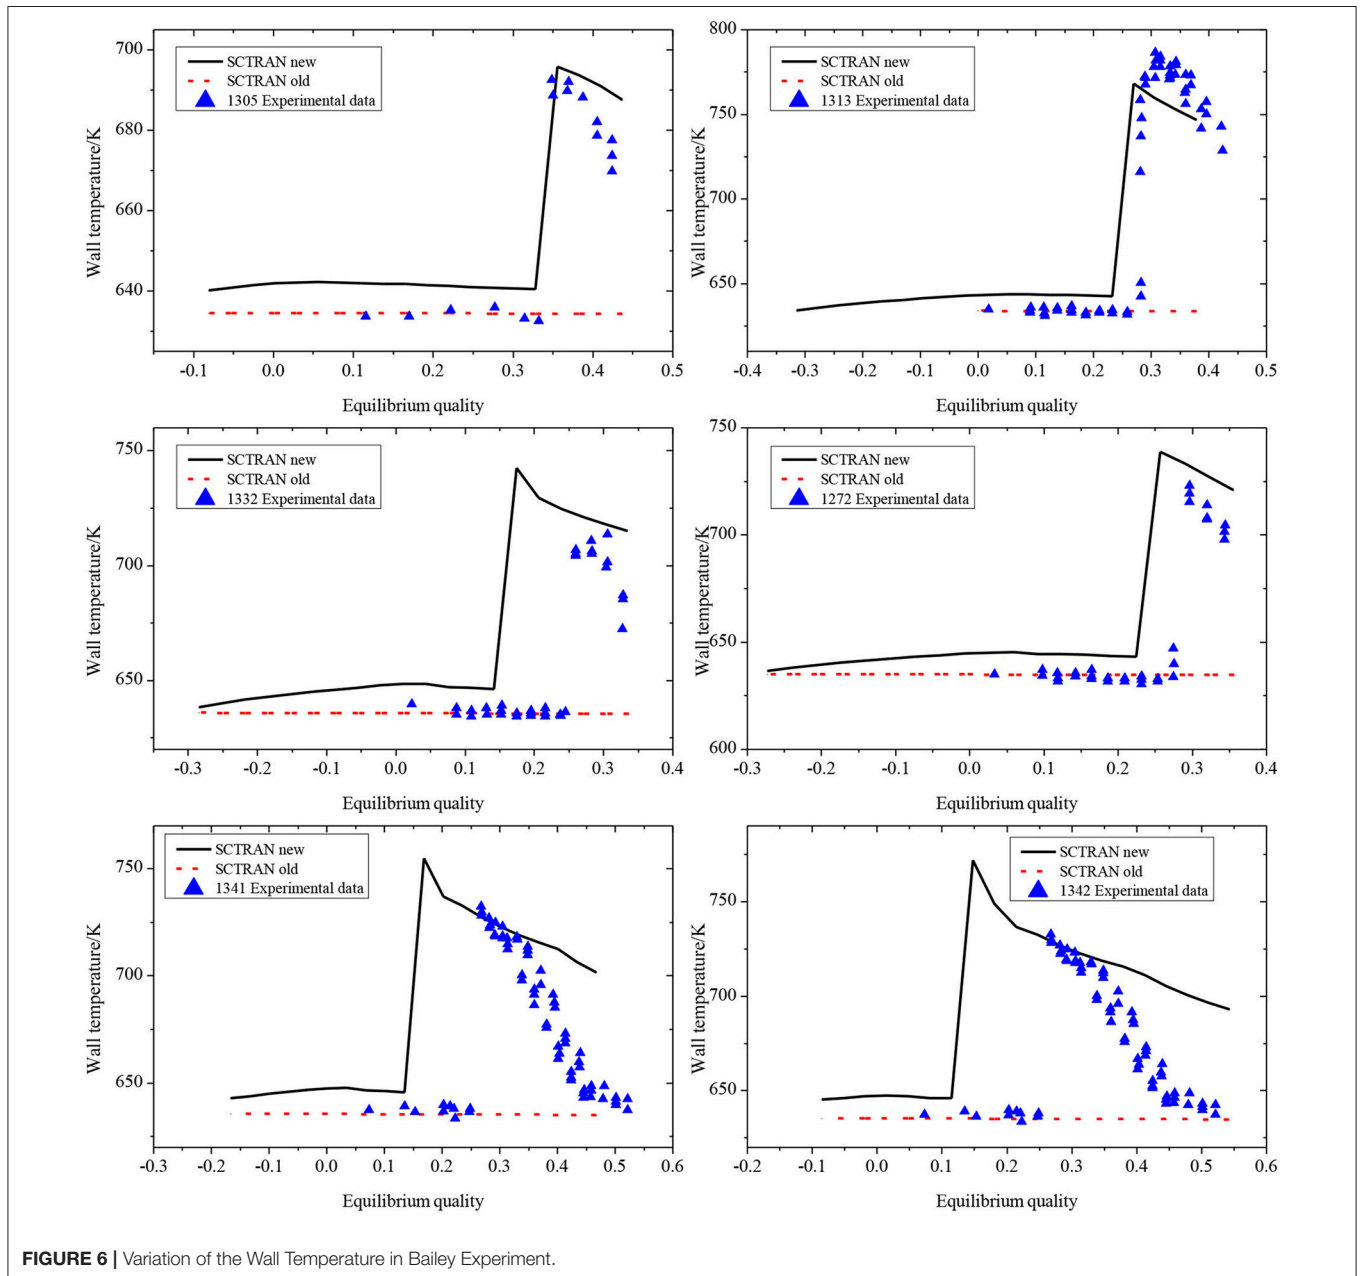 700
680
660
640
Wall temperature/K
SCTRAN new
SCTRAN old
1305 Experimental data
-0.1 0.0 0.1 0.2 0.3 0.4 0.5
Equilibrium quality
800
750
700
650
Wall temperature/K
SCTRAN new
SCTRAN old
1313 Experimental data
-0.4 -0.3 -0.2 -0.1 0.0 0.1 0.2 0.3 0.4 0.5
Equilibrium quality
750
700
650
Wall temperature/K
SCTRAN new
SCTRAN old
1332 Experimental data
-0.3 -0.2 -0.1 0.0 0.1 0.2 0.3 0.4
Equilibrium quality
750
700
650
600
Wall temperature/K
SCTRAN new
SCTRAN old
1272 Experimental data
-0.3 -0.2 -0.1 0.0 0.1 0.2 0.3 0.4
Equilibrium quality
750
700
650
Wall temperature/K
SCTRAN new
SCTRAN old
1341 Experimental data
-0.3 -0.2 -0.1 0.0 0.1 0.2 0.3 0.4 0.5 0.6
Equilibrium quality
750
700
650
Wall temperature/K
SCTRAN new
SCTRAN old
1342 Experimental data
-0.2 -0.1 0.0 0.1 0.2 0.3 0.4 0.5 0.6
Equilibrium quality
FIGURE 6 | Variation of the Wall Temperature in Bailey Experiment.